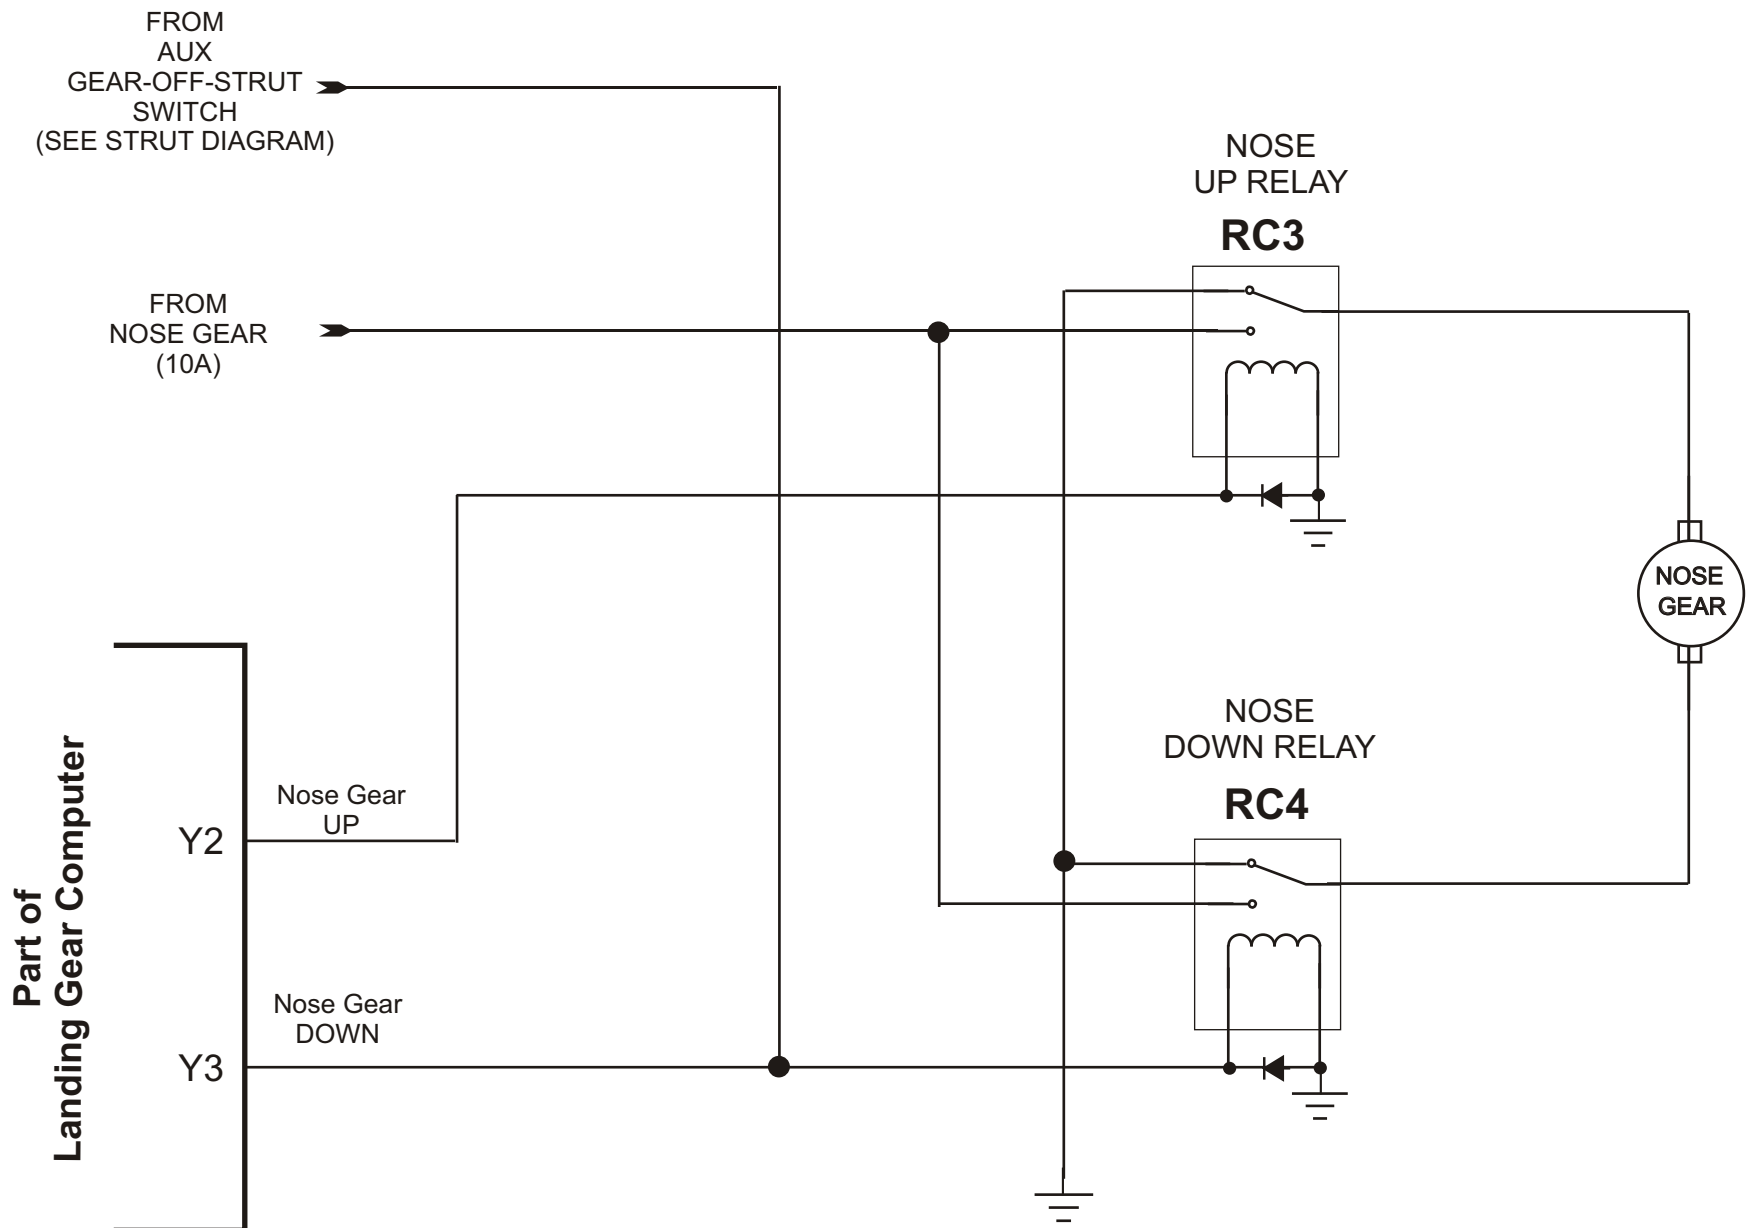 FROM
AUX
GEAR-OFF-STRUT
SWITCH
(SEE STRUT DIAGRAM)
NOSE
UP RELAY
RC3
FROM
NOSE GEAR
(10A)
NOSE
GEAR
NOSE
DOWN RELAY
RC4
Part of
Landing Gear Computer
Nose Gear
UP
Y2
Nose Gear
DOWN
Y3